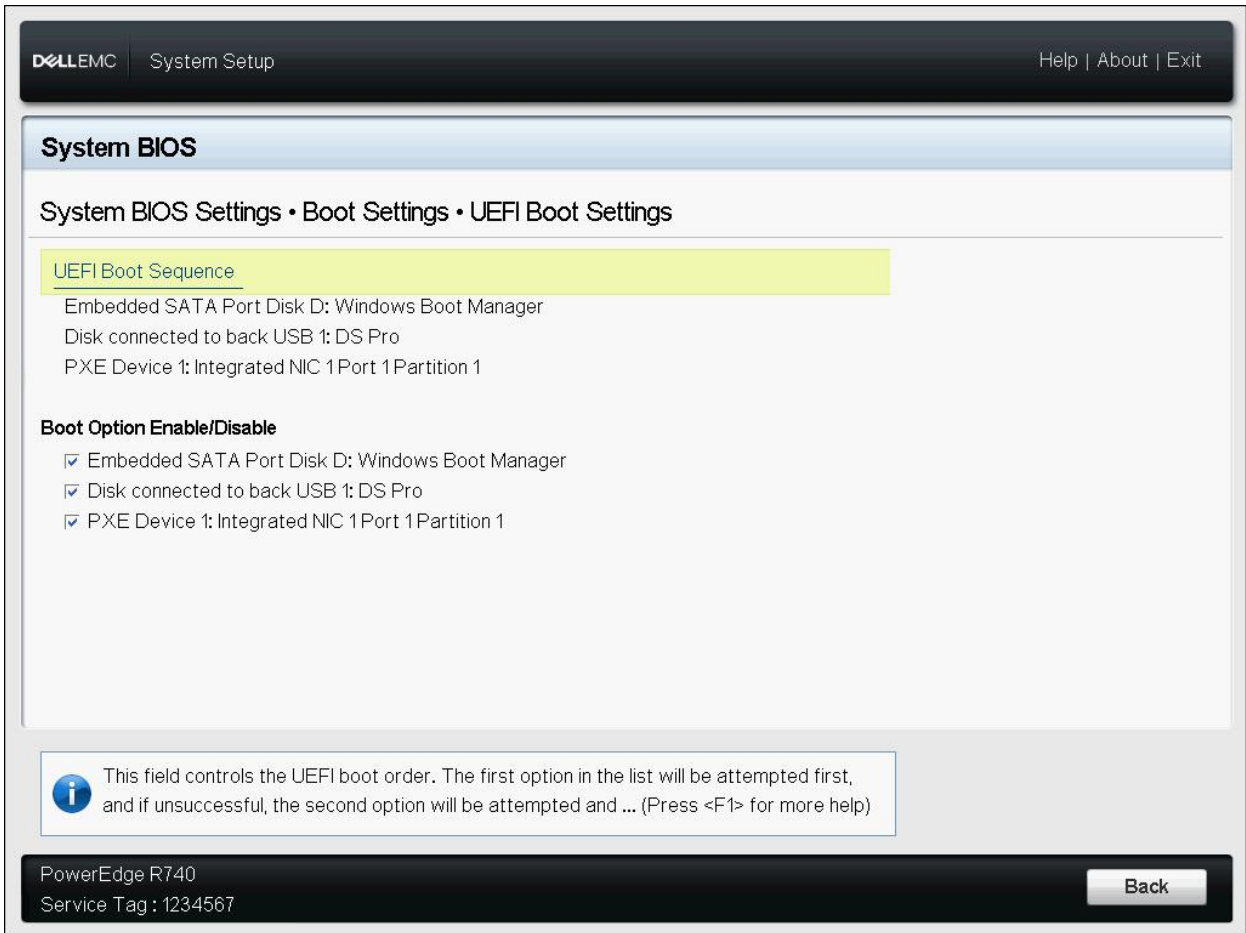 DELLEMC System Setup Help | About | Exit
System BIOS
System BIOS Settings • Boot Settings • UEFI Boot Settings
UEFI Boot Sequence
Embedded SATA Port Disk D: Windows Boot Manager
Disk connected to back USB 1: DS Pro
PXE Device 1: Integrated NIC 1 Port 1 Partition 1
Boot Option Enable/Disable
Embedded SATA Port Disk D: Windows Boot Manager
Disk connected to back USB 1: DS Pro
PXE Device 1: Integrated NIC 1 Port 1 Partition 1
This field controls the UEFI boot order. The first option in the list will be attempted first,
and if unsuccessful, the second option will be attempted and ... (Press <F1> for more help)
PowerEdge R740
Service Tag : 1234567
Back